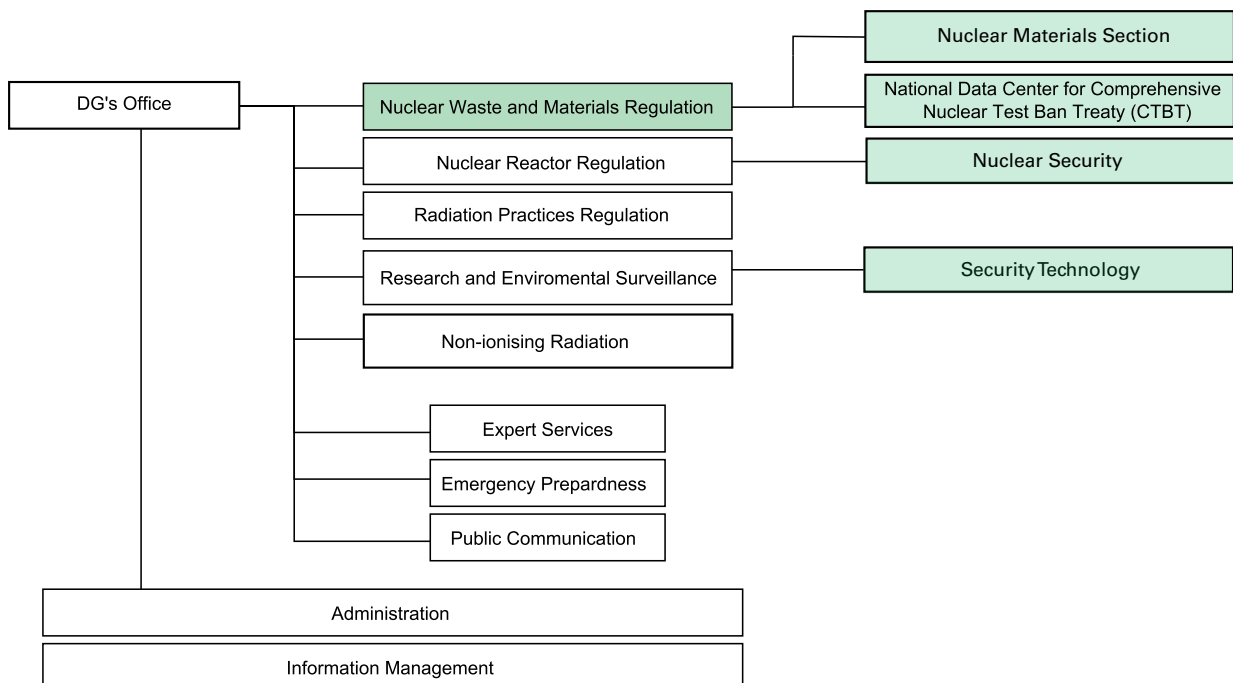 DG's Office
Nuclear Waste and Materials Regulation
Nuclear Reactor Regulation
Radiation Practices Regulation
Research and Enviromental Surveillance
Non-ionising Radiation
Expert Services
Emergency Prepardness
Public Communication
Administration
Information Management
Nuclear Materials Section
National Data Center for Comprehensive
Nuclear Test Ban Treaty (CTBT)
Nuclear Security
Security Technology